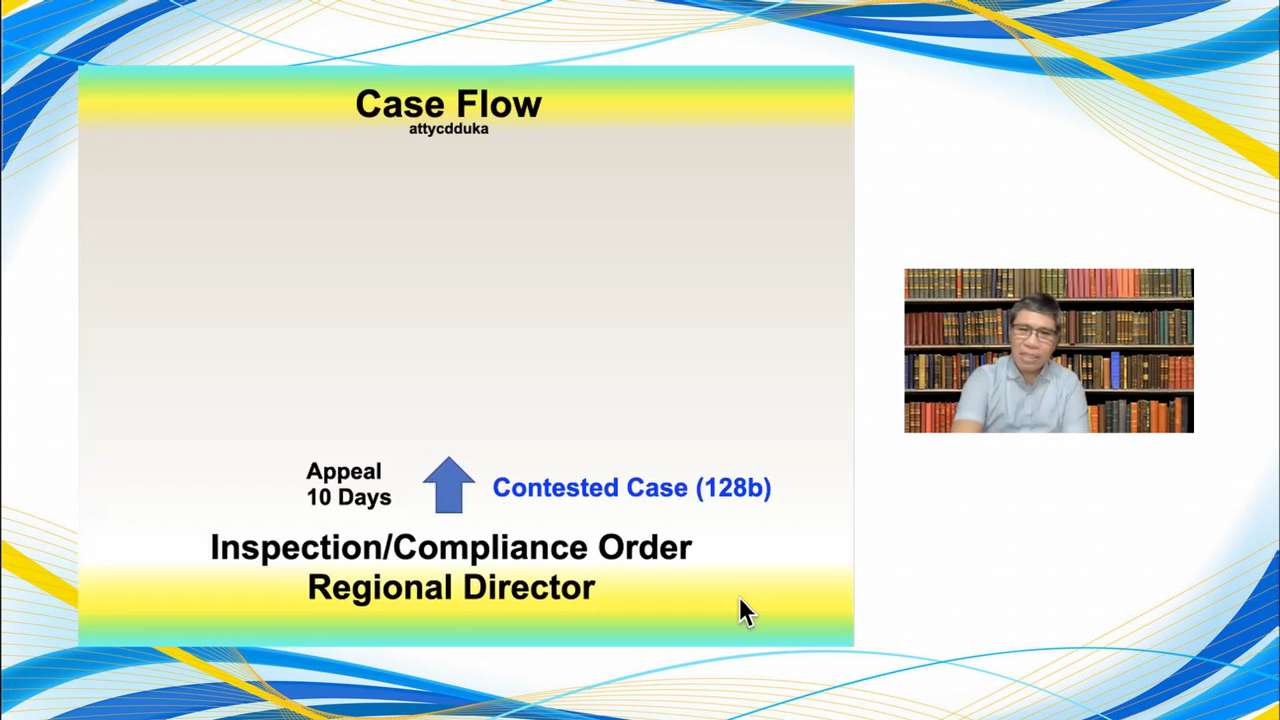 Case Flow
attycdduka
Appeal
10 Days
Contested Case (128b)
Inspection/Compliance Order
Regional Director